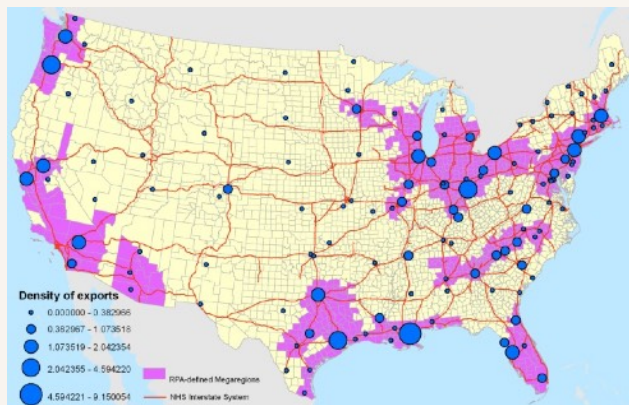 Density of exports
0.000000 - 0.382966
0.382967 - 1.073518
1.073519 - 2.042354
2.042355 - 4.594220
4.594221 - 9.150054
RPA-defined Megaregions
NHS Interstate System